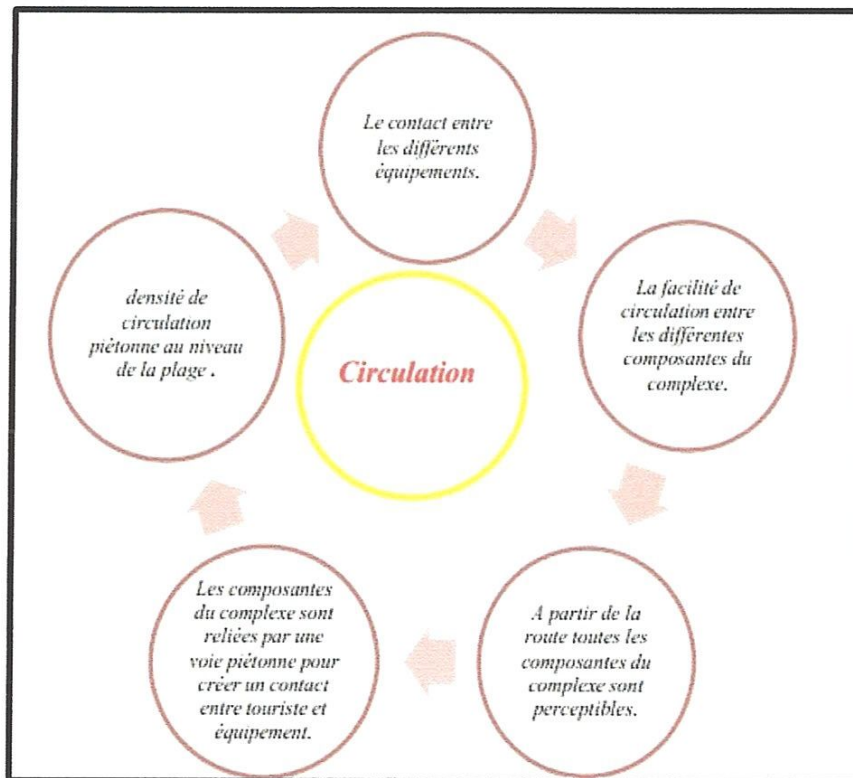 Le contact entre
les différents
équipements.
La facilité de
circulation entre
les différentes
composantes du
complexe.
A partir de la
route toutes les
composantes du
complexe sont
perceptibles.
Les composantes
du complexe sont
reliées par une
voie piétonne pour
créer un contact
entre touriste et
équipement.
densité de
circulation
piétonne au niveau
de la plage .
Circulation